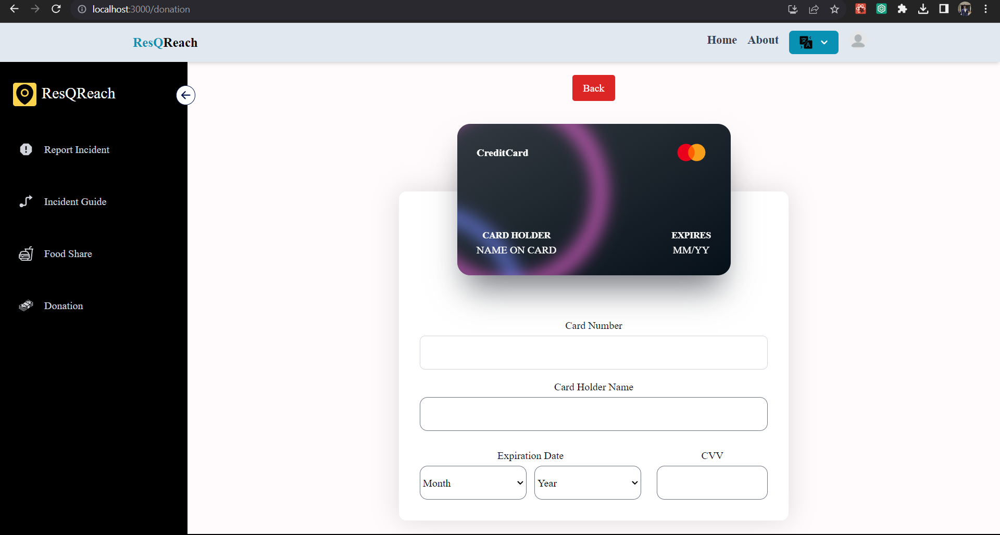 localhost:3000/donation
ResQReach
Home About
文 A
ResQReach
Report Incident
Incident Guide
Food Share
Donation
Back
CreditCard
CARD HOLDER EXPIRES
NAME ON CARD MM/YY
Card Number
Card Holder Name
Expiration Date CVV
Month Year